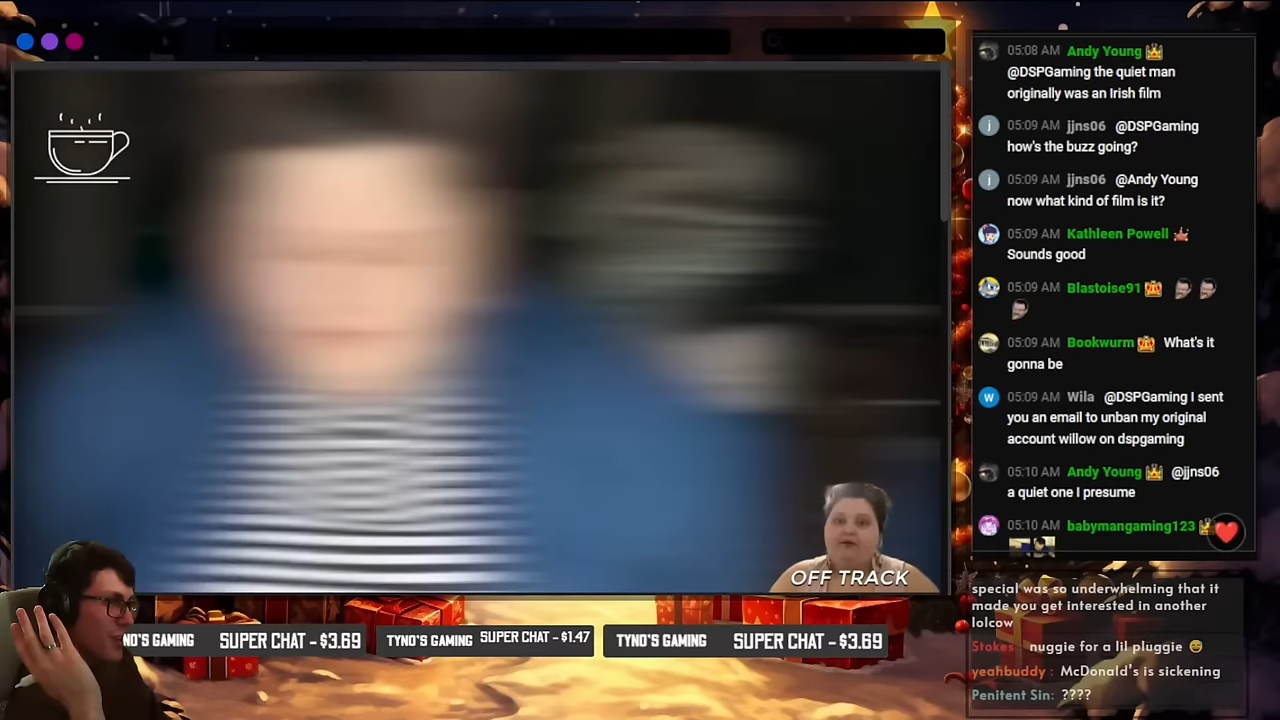 05:08 AM Andy Young
@DSPGaming the quiet man
originally was an Irish film
j 05:09 AM jjns06 @DSPGaming
how's the buzz going?
j 05:09 AM jjns06 @Andy Young
now what kind of film is it?
05:09 AM Kathleen Powell
Sounds good
05:09 AM Blastoise91
05:09 AM Bookwurm What's it
gonna be
W 05:09 AM Wila @DSPGaming I sent
you an email to unban my original
account willow on dspgaming
05:10 AM Andy Young @jjns06
a quiet one I presume
05:10 AM babymangaming123
OFF TRACK
special was so underwhelming that it
made you get interested in another
lolcow
Stokes nuggie for a lil pluggie
yeahbuddy : McDonald's is sickening
Penitent Sin: ????
GAMING SUPER CHAT - $3.69
TYNO'S GAMING SUPER CHAT - $1.47
TYNO'S GAMING SUPER CHAT - $3.69